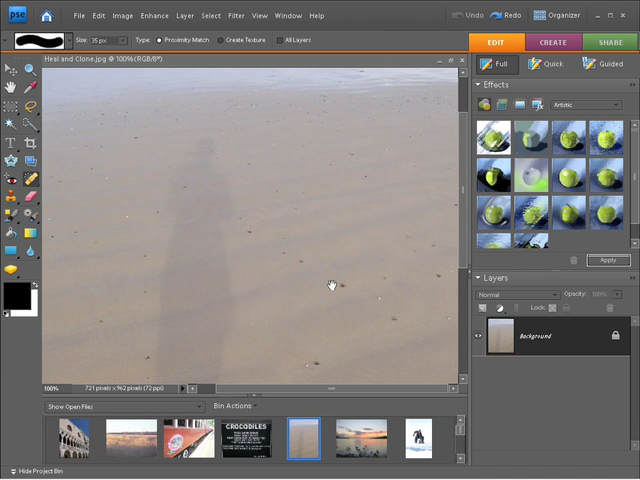 pse File Edit Image Enhance Layer Select Filter View Window Help Undo Redo Organizer
Size: 35 px Type: Proximity Match Create Texture All Layers EDIT CREATE SHARE
Heal and Clone.jpg @ 100%(RGB/8*)
Full Quick Guided
Effects
Artistic
Apply
Layers
Normal Opacity: 100%
Lock:
Background
100% 721 pixels x 962 pixels (72 ppi)
Show Open Files Bin Actions
CROCODILES
Hide Project Bin